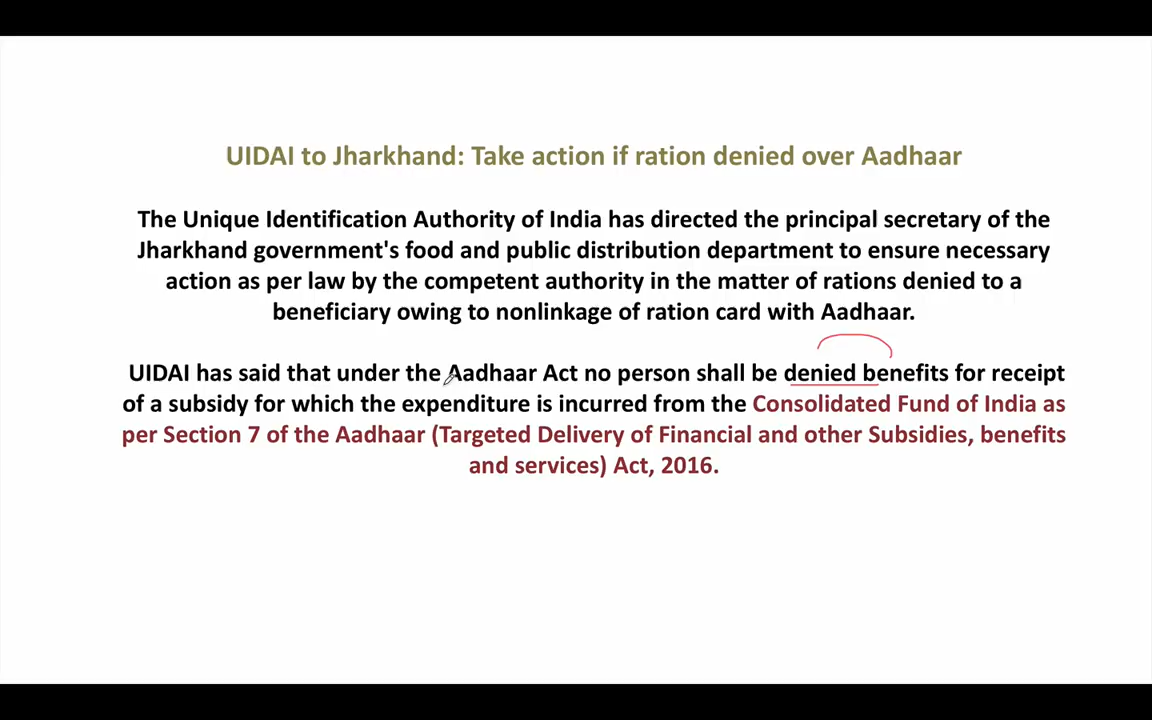 UIDAI to Jharkhand: Take action if ration denied over Aadhaar
The Unique Identification Authority of India has directed the principal secretary of the
Jharkhand government's food and public distribution department to ensure necessary
action as per law by the competent authority in the matter of rations denied to a
beneficiary owing to nonlinkage of ration card with Aadhaar.
UIDAI has said that under the Aadhaar Act no person shall be denied benefits for receipt
of a subsidy for which the expenditure is incurred from the Consolidated Fund of India as
per Section 7 of the Aadhaar (Targeted Delivery of Financial and other Subsidies, benefits
and services) Act, 2016.